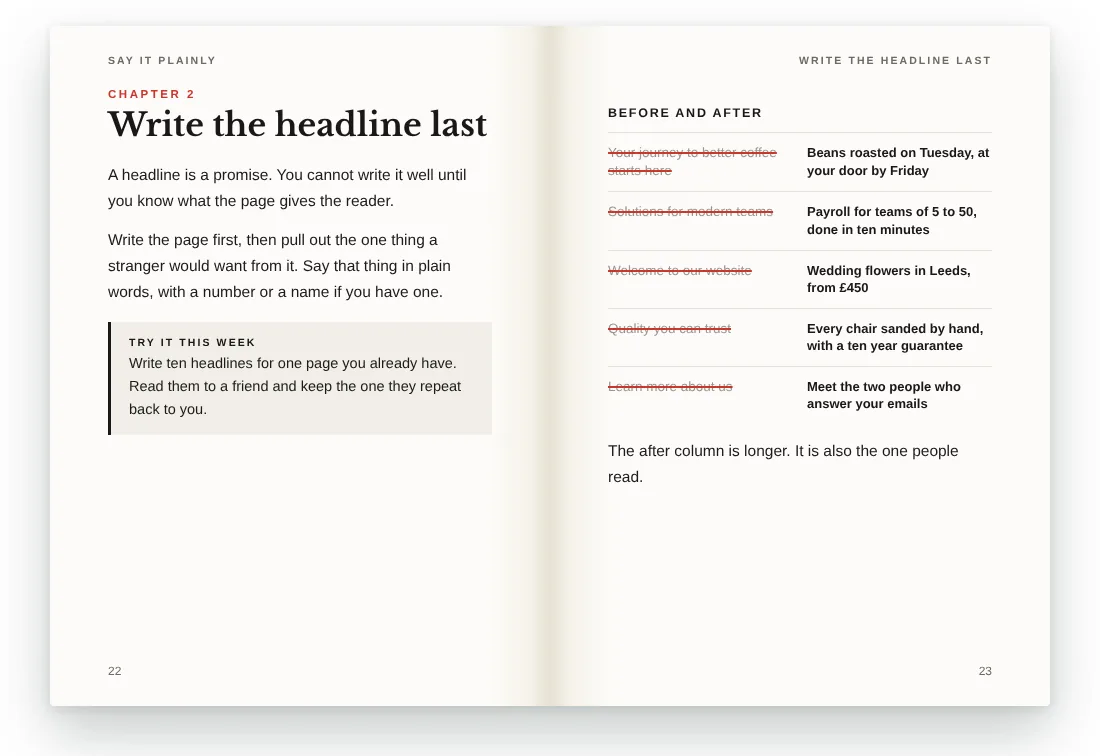 SAY IT PLAINLY
CHAPTER 2
Write the headline last
A headline is a promise. You cannot write it well until
you know what the page gives the reader.
Write the page first, then pull out the one thing a
stranger would want from it. Say that thing in plain
words, with a number or a name if you have one.
TRY IT THIS WEEK
Write ten headlines for one page you already have.
Read them to a friend and keep the one they repeat
back to you.
22
WRITE THE HEADLINE LAST
BEFORE AND AFTER
Your journey to better coffee
starts here
Beans roasted on Tuesday, at
your door by Friday
Solutions for modern teams
Payroll for teams of 5 to 50,
done in ten minutes
Welcome to our website
Wedding flowers in Leeds,
from £450
Quality you can trust
Every chair sanded by hand,
with a ten year guarantee
Learn more about us
Meet the two people who
answer your emails
The after column is longer. It is also the one people
read.
23